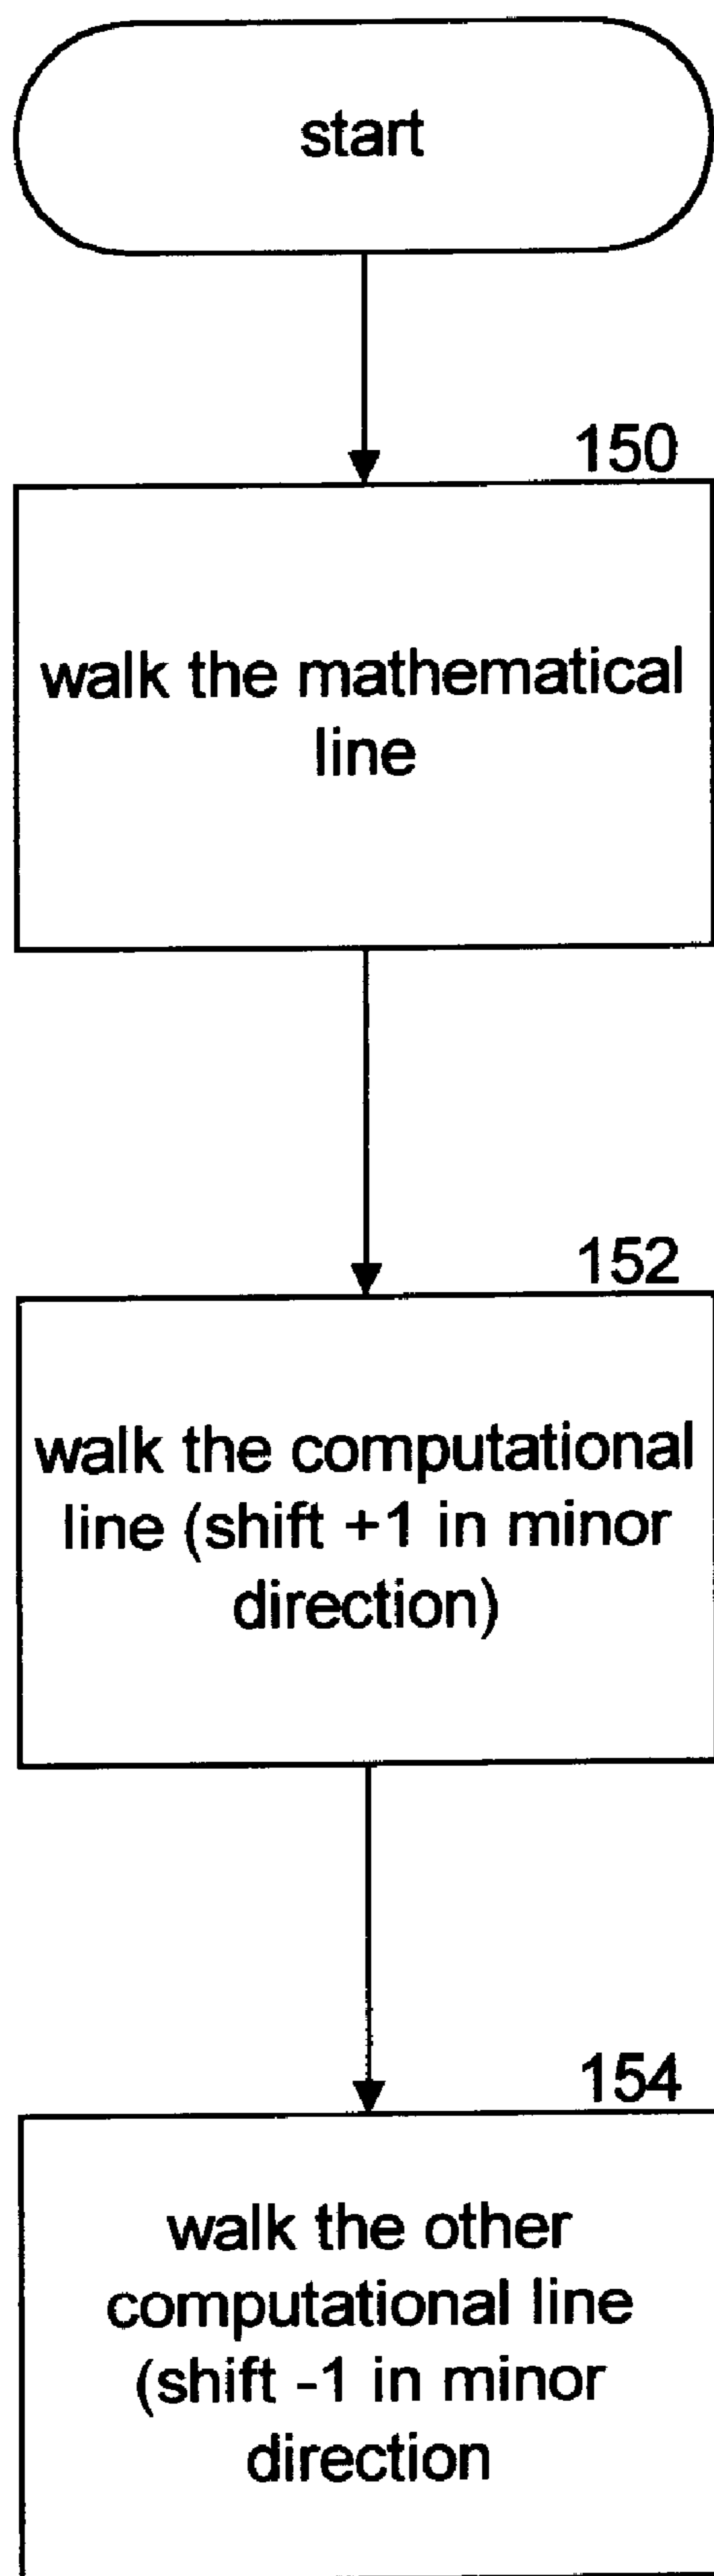 start
150
walk the mathematical
line
152
walk the computational
line (shift +1 in minor
direction)
154
walk the other
computational line
(shift -1 in minor
direction